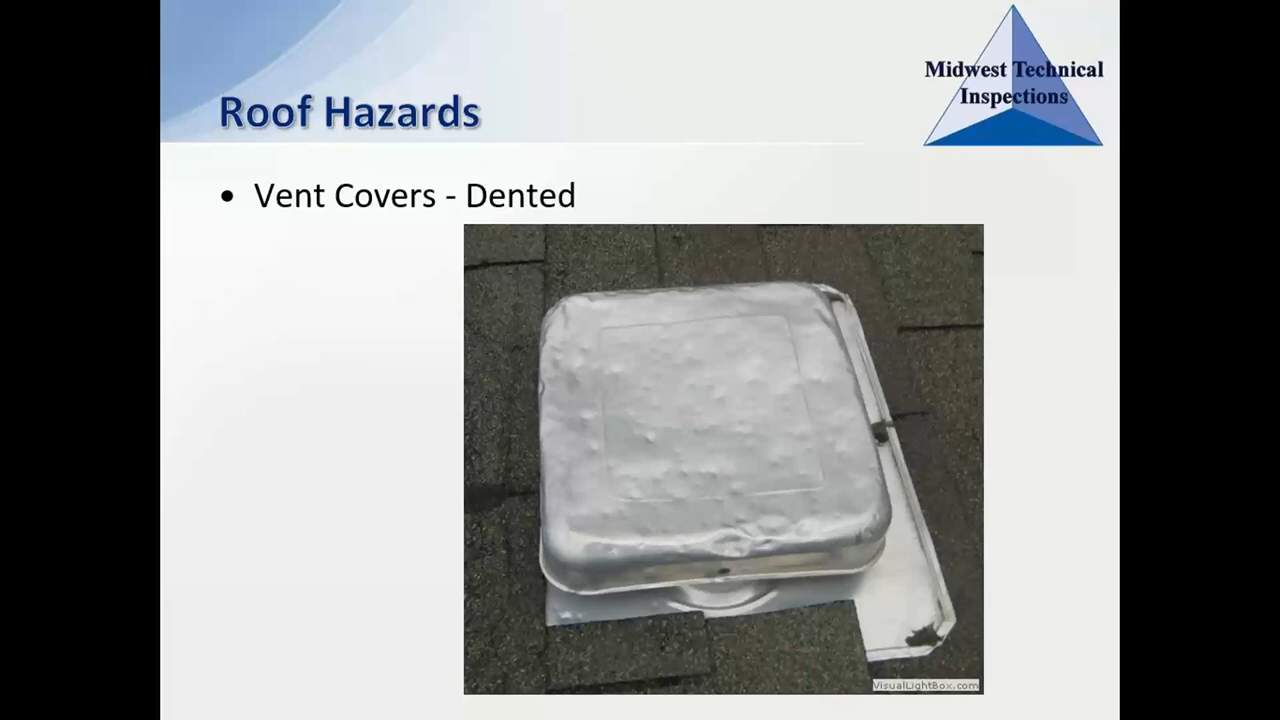 Midwest Technical
Inspections
Roof Hazards
• Vent Covers - Dented
VisualLightBox.com